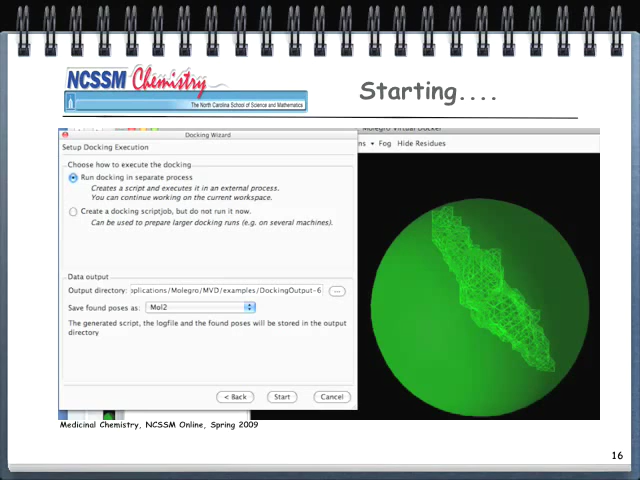 NCSSM Chemistry
The North Carolina School of Science and Mathematics
Starting....
Docking Wizard
Setup Docking Execution
Choose how to execute the docking
Run docking in separate process
Creates a script and executes it in an external process.
You can continue working on the current workspace.
Create a docking scriptjob, but do not run it now.
Can be used to prepare larger docking runs (e.g. on several machines).
Data output
Output directory: plications/Molegro/MVD/examples/DockingOutput-6 ...
Save found poses as: Mol2
The generated script, the logfile and the found poses will be stored in the output
directory
< Back Start Cancel
Molegro Virtual Docker
ns • Fog Hide Residues
Medicinal Chemistry, NCSSM Online, Spring 2009
16